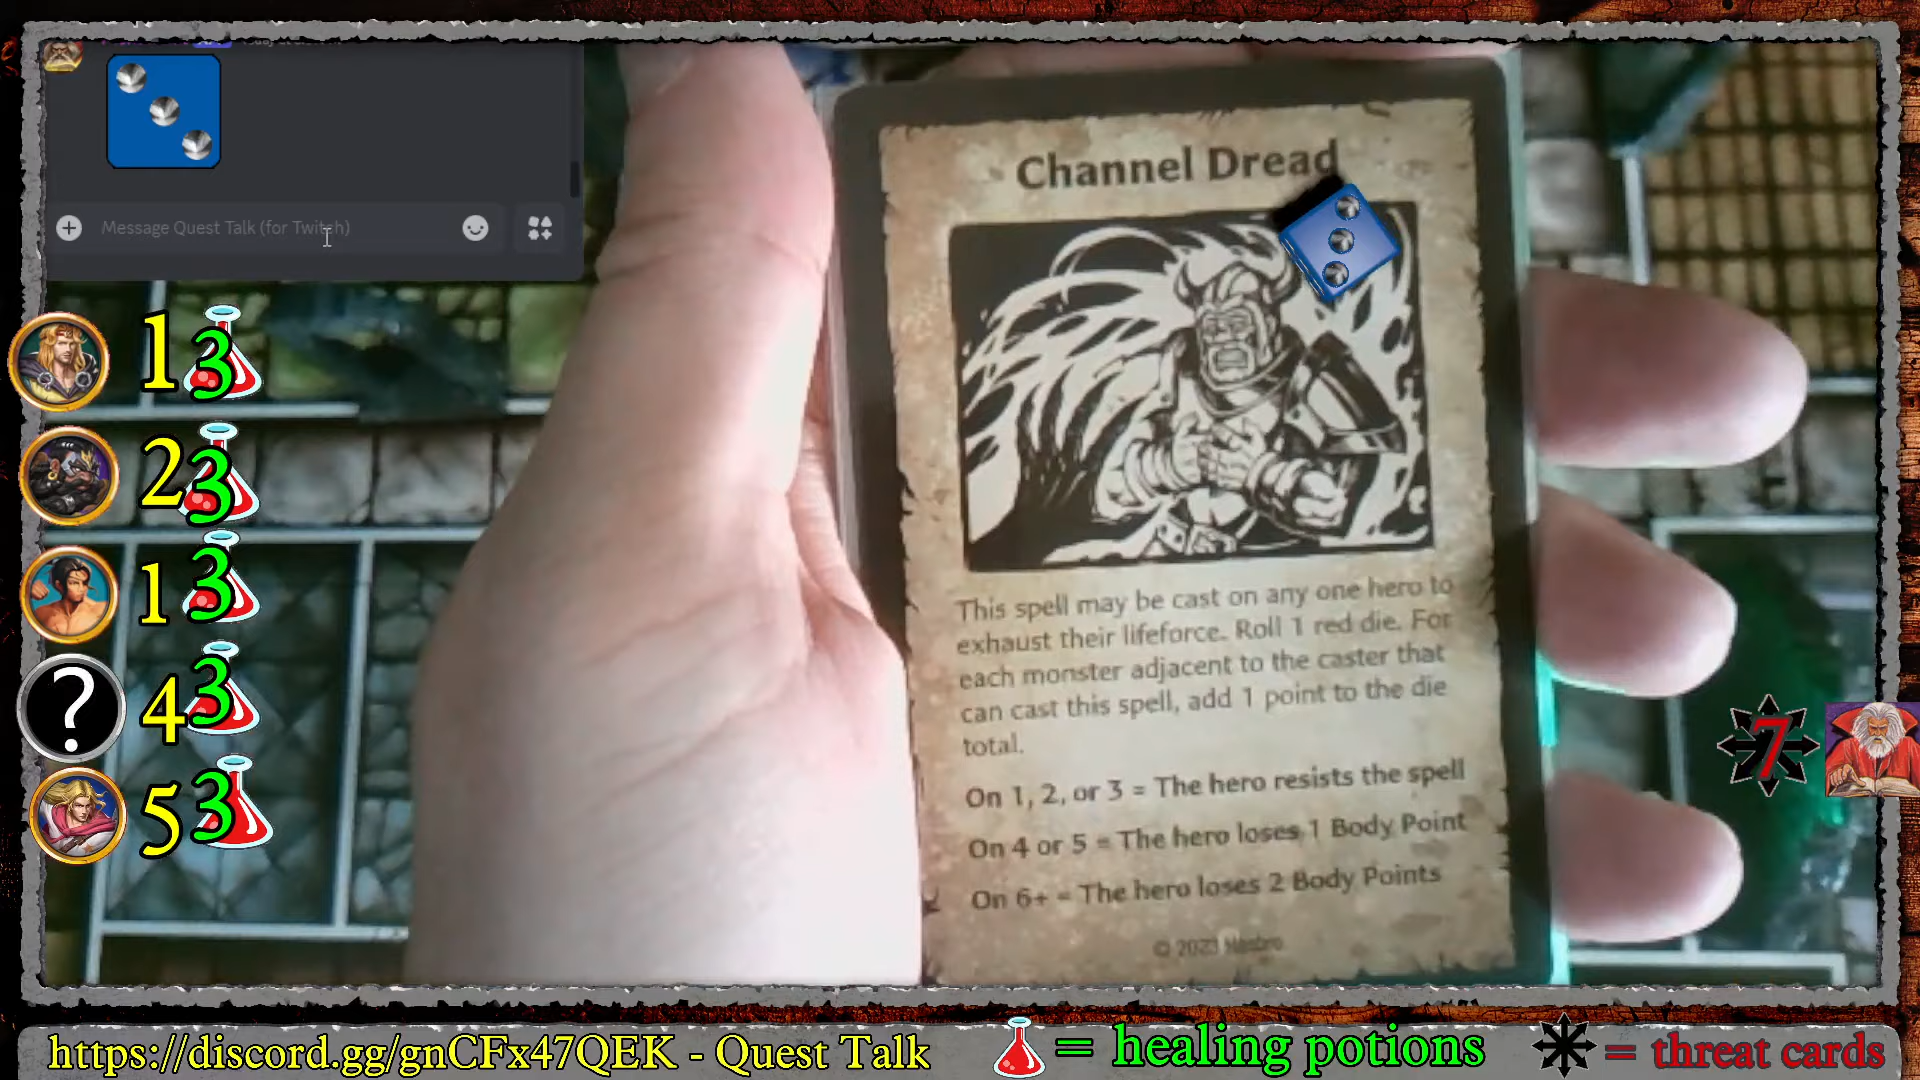 Message Quest Talk (for Twitch)
Channel Dread
This spell may be cast on any one hero to
exhaust their lifeforce. Roll 1 red die. For
each monster adjacent to the caster that
can cast this spell, add 1 point to the die
total.
On 1, 2, or 3 = The hero resists the spell
On 4 or 5 = The hero loses 1 Body Point
On 6+ = The hero loses 2 Body Points
© 2023 Hasbro
1 3
2 3
1 3
? 4 3
5 3
7
https://discord.gg/gnCFx47QEK - Quest Talk
= healing potions
= threat cards